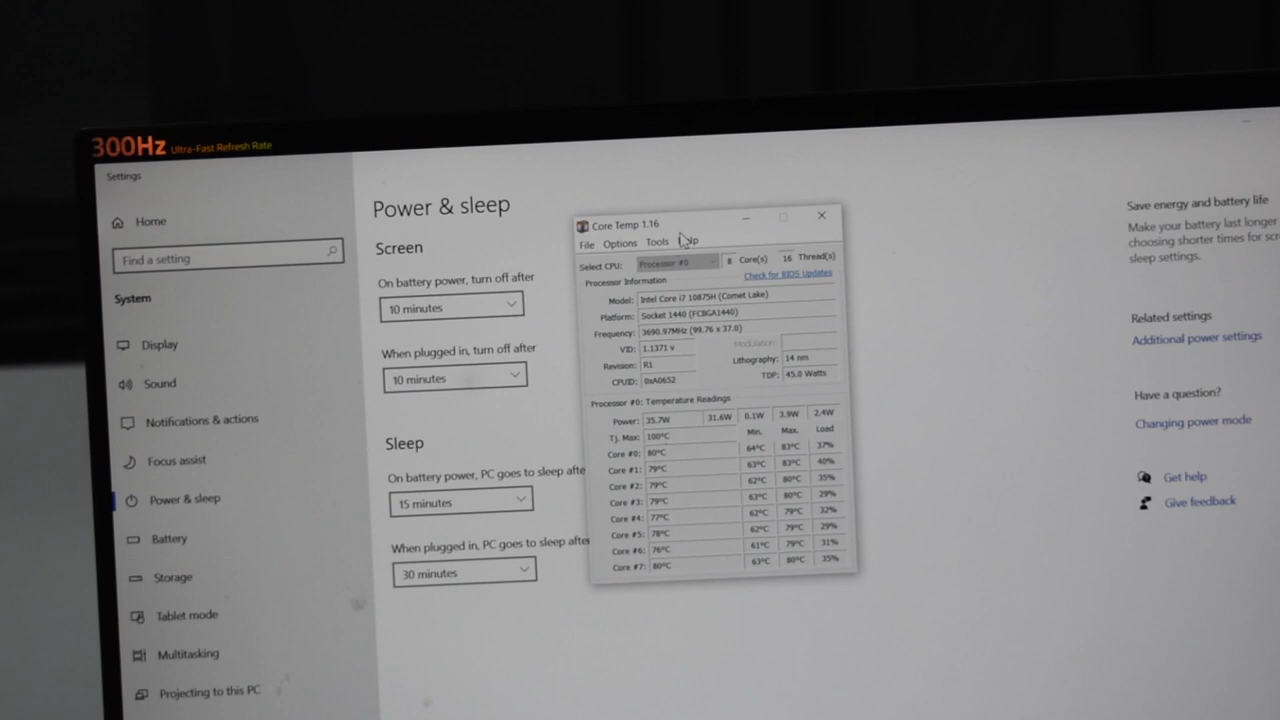 300Hz Ultra-Fast Refresh Rate
Settings
Home
Find a setting
System
Display
Sound
Notifications & actions
Focus assist
Power & sleep
Battery
Storage
Tablet mode
Multitasking
Projecting to this PC
Power & sleep
Screen
On battery power, turn off after
10 minutes
When plugged in, turn off after
10 minutes
Sleep
On battery power, PC goes to sleep afte
15 minutes
When plugged in, PC goes to sleep after
30 minutes
Core Temp 1.16
File Options Tools
Select CPU: Processor #0 8 Core(s) 16 Thread(s)
Processor Information Check for BIOS Updates
Model: Intel Core i7 10875H (Comet Lake)
Platform: Socket 1440 (FCBGA1440)
Frequency: 3690.97MHz (99.76 x 37.0)
VID: 1.1371 v Modulation:
Revision: R1 Lithography: 14 nm
CPUID: 0xA0652 TDP: 45.0 Watts
Processor #0: Temperature Readings
Power: 35.7W 31.6W 0.1W 3.9W 2.4W
Tj. Max: 100°C Min. Max. Load
Core #0: 80°C 64°C 83°C 37%
Core #1: 79°C 63°C 83°C 40%
Core #2: 79°C 62°C 80°C 35%
Core #3: 79°C 63°C 80°C 29%
Core #4: 77°C 62°C 79°C 32%
Core #5: 78°C 62°C 79°C 29%
Core #6: 76°C 61°C 79°C 31%
Core #7: 80°C 63°C 80°C 35%
Save energy and battery life
Make your battery last longer
choosing shorter times for scr
sleep settings.
Related settings
Additional power settings
Have a question?
Changing power mode
Get help
Give feedback